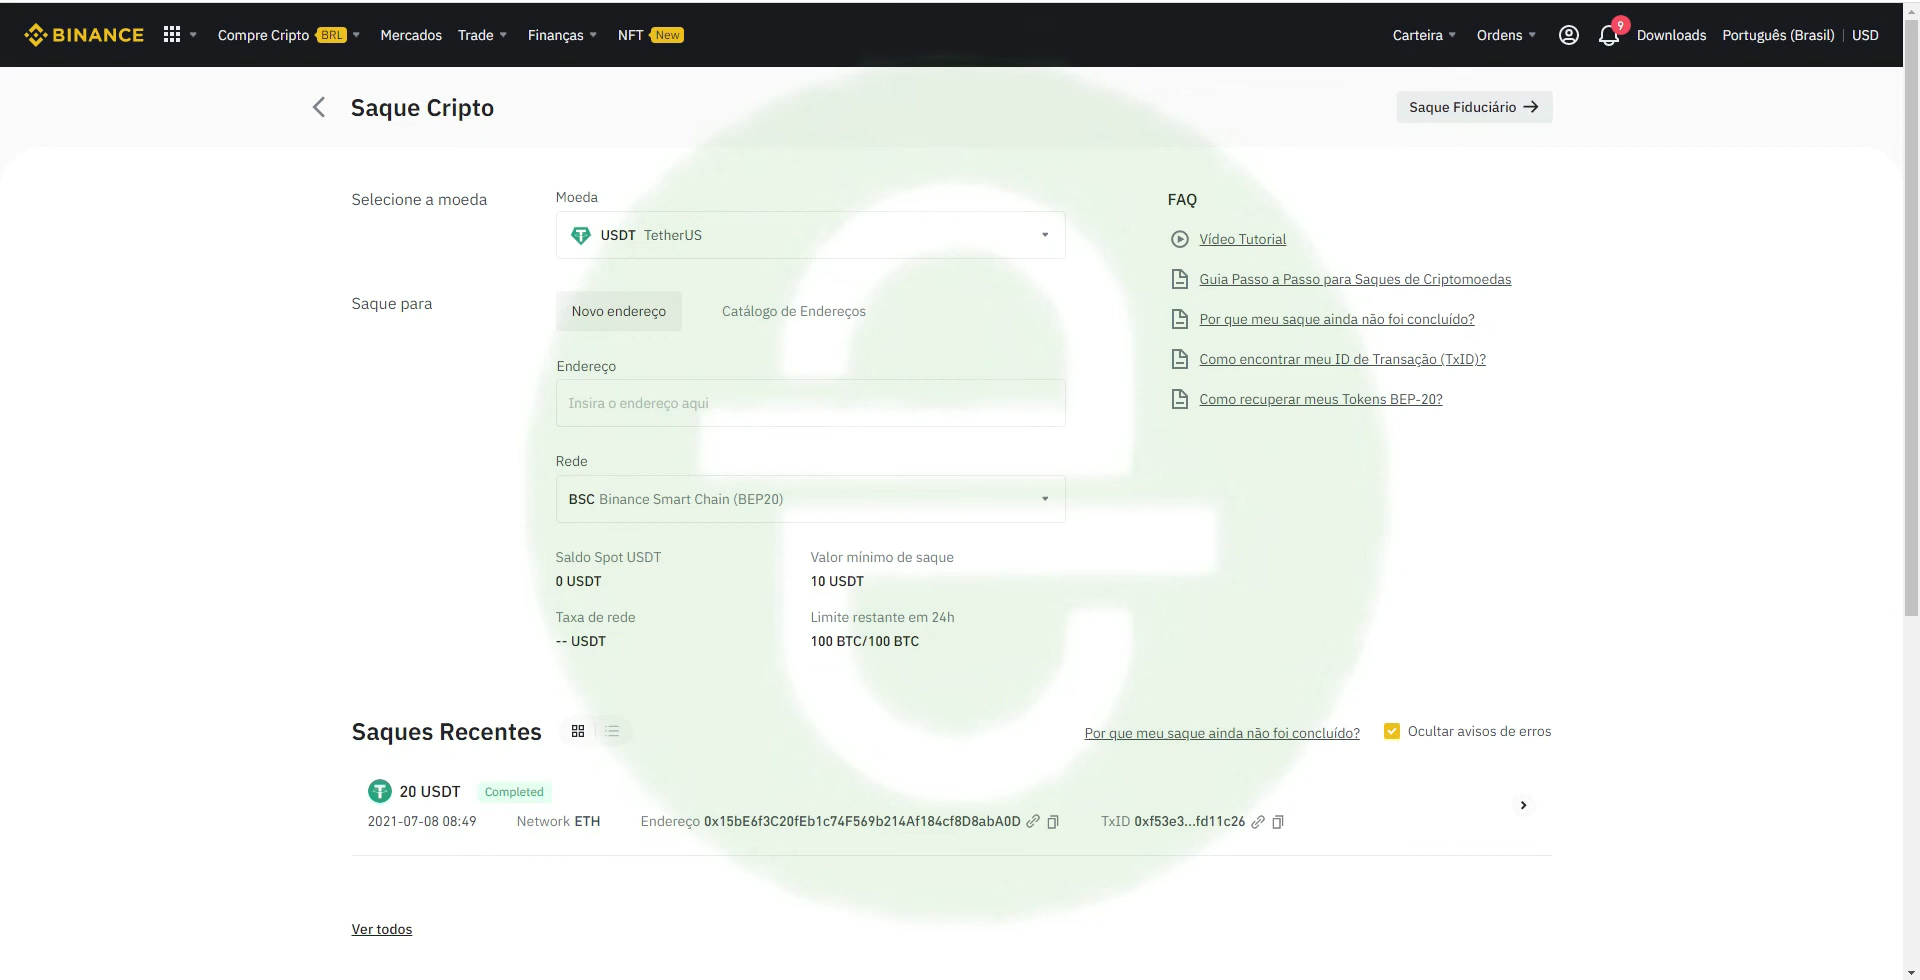 BINANCE
Compre Cripto BRL
Mercados
Trade
Finanças
NFT New
Carteira
Ordens
9
Downloads
Português (Brasil)
USD
Saque Cripto
Saque Fiduciário
Selecione a moeda
Moeda
USDT TetherUS
Saque para
Novo endereço
Catálogo de Endereços
Endereço
Insira o endereço aqui
Rede
BSC Binance Smart Chain (BEP20)
Saldo Spot USDT
0 USDT
Valor mínimo de saque
10 USDT
Taxa de rede
-- USDT
Limite restante em 24h
100 BTC/100 BTC
FAQ
Vídeo Tutorial
Guia Passo a Passo para Saques de Criptomoedas
Por que meu saque ainda não foi concluído?
Como encontrar meu ID de Transação (TxID)?
Como recuperar meus Tokens BEP-20?
Saques Recentes
Por que meu saque ainda não foi concluído?
Ocultar avisos de erros
20 USDT Completed
2021-07-08 08:49
Network ETH
Endereço 0x15bE6f3C20fEb1c74F569b214Af184cf8D8abA0D
TxID 0xf53e3...fd11c26
Ver todos